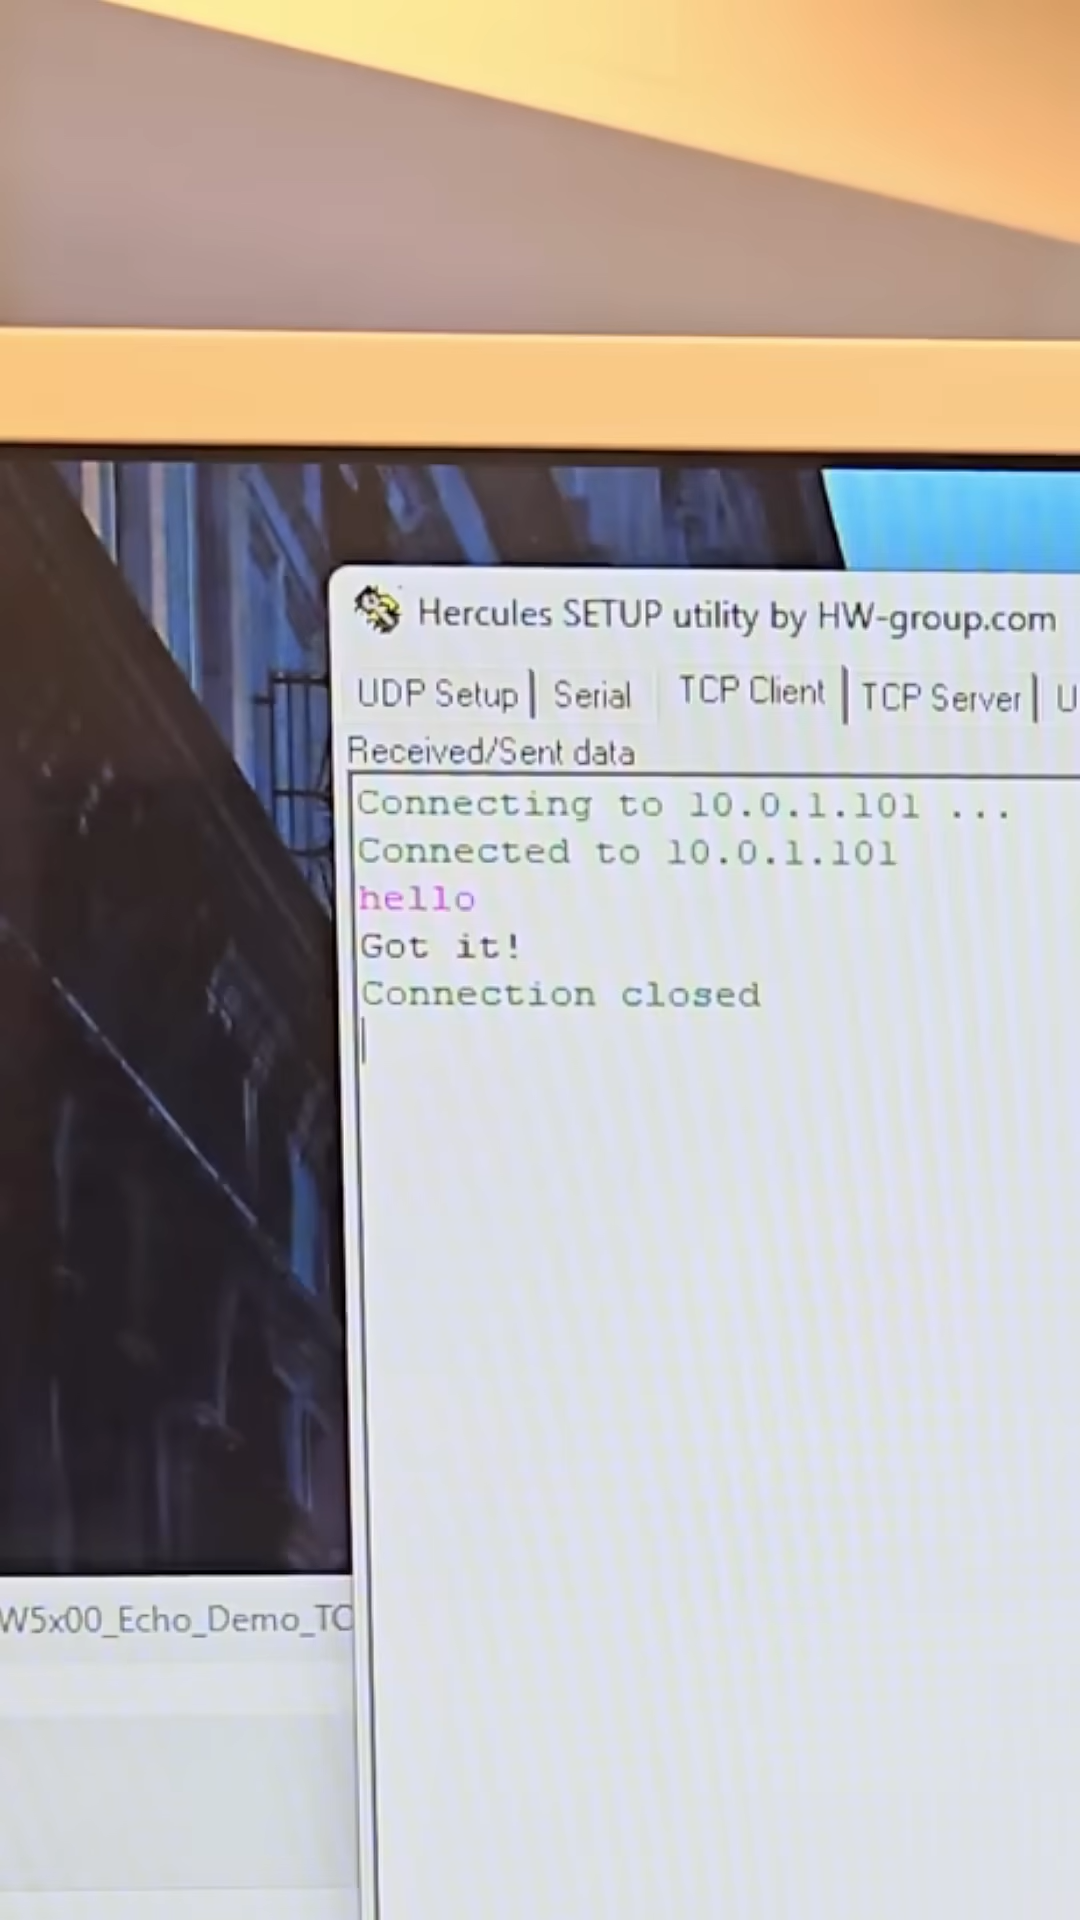 Hercules SETUP utility by HW-group.com
UDP Setup Serial TCP Client TCP Server
Received/Sent data
Connecting to 10.0.1.101 ...
Connected to 10.0.1.101
hello
Got it!
Connection closed
W5x00_Echo_Demo_TC